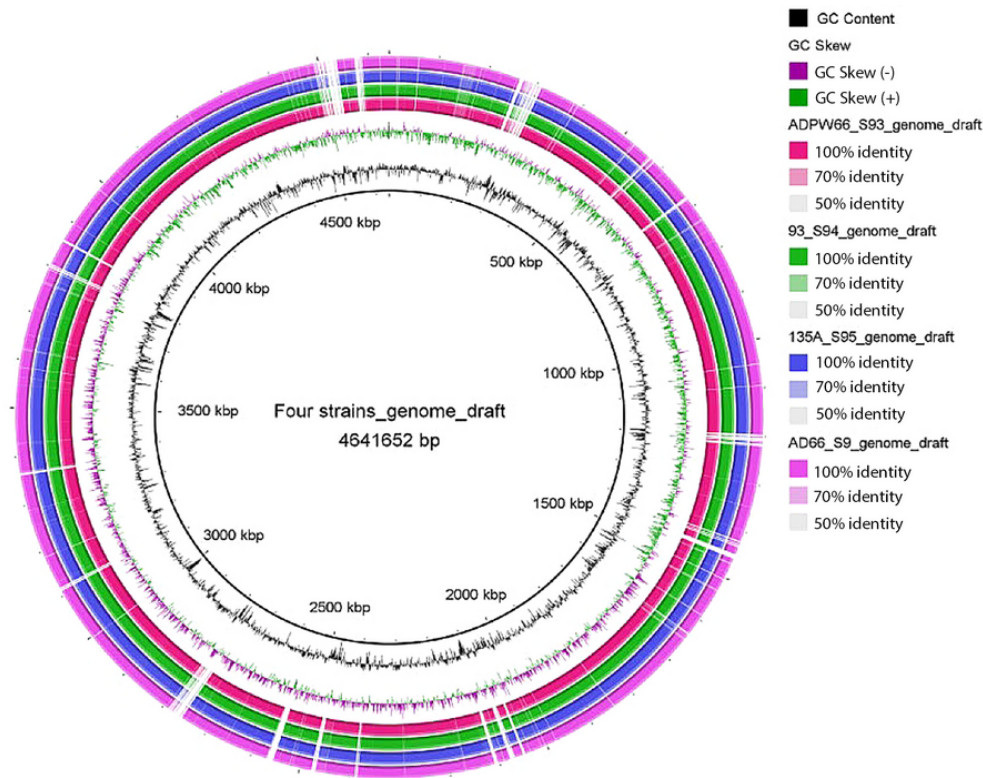 GC Content
GC Skew
GC Skew (-)
GC Skew (+)
ADPW66_S93_genome_draft
100% identity
70% identity
50% identity
93_S94_genome_draft
100% identity
70% identity
50% identity
135A_S95_genome_draft
100% identity
70% identity
50% identity
AD66_S9_genome_draft
100% identity
70% identity
50% identity
4500 kbp
500 kbp
4000 kbp
1000 kbp
3500 kbp
Four strains_genome_draft
4641652 bp
1500 kbp
3000 kbp
2000 kbp
2500 kbp